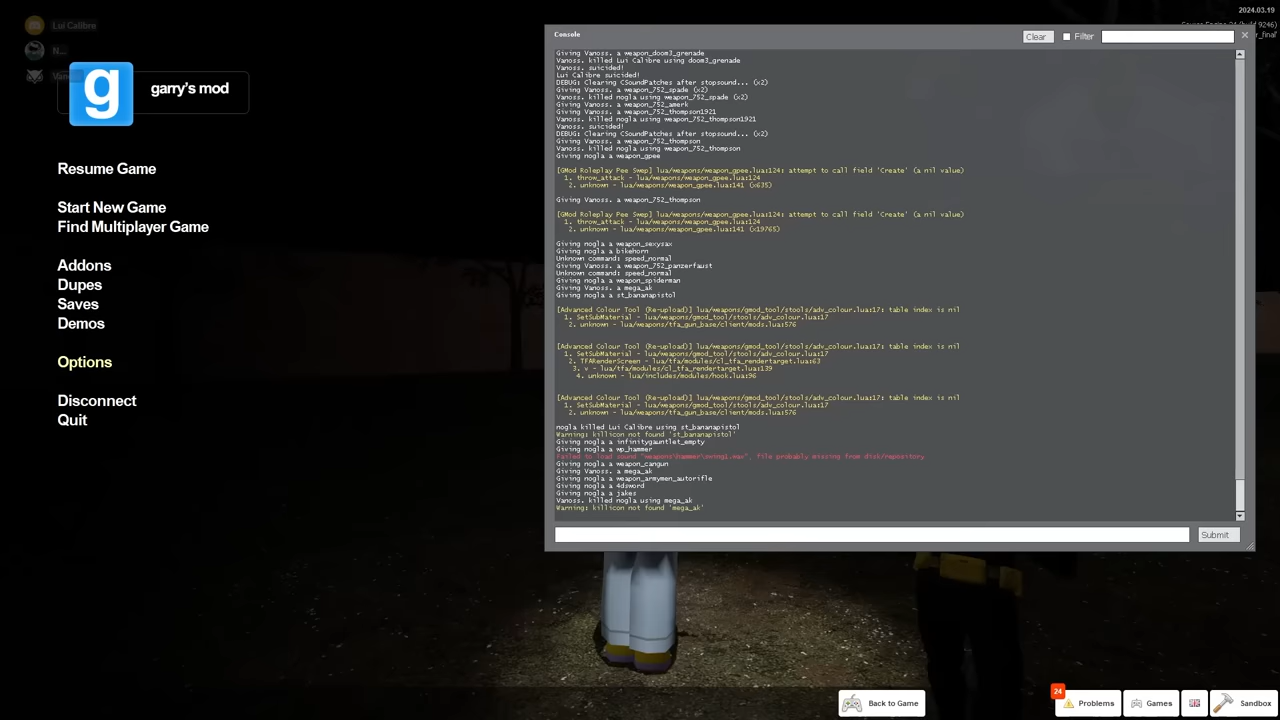 2024.03.19
Lui Calibre
N...
garry's mod
g
Resume Game
Start New Game
Find Multiplayer Game
Addons
Dupes
Saves
Demos
Options
Disconnect
Quit
Console
Clear
Filter
Giving Vanoss. a weapon_doom3_grenade
Vanoss. killed Lui Calibre using doom3_grenade
Vanoss. suicided!
Lui Calibre suicided!
DEBUG: Clearing CSoundPatches after stopsound... (x2)
Giving Vanoss. a weapon_752_spade (x2)
Vanoss. killed nogla using weapon_752_spade (x2)
Giving Vanoss. a weapon_752_amerk
Giving Vanoss. a weapon_752_thompson1921
Vanoss. killed nogla using weapon_752_thompson1921
Vanoss. suicided!
DEBUG: Clearing CSoundPatches after stopsound... (x2)
Giving Vanoss. a weapon_752_thompson
Vanoss. killed nogla using weapon_752_thompson
Giving nogla a weapon_gpee
[GMod Roleplay Pee Swep] lua/weapons/weapon_gpee.lua:124: attempt to call field 'Create' (a nil value)
1. throw_attack - lua/weapons/weapon_gpee.lua:124
2. unknown - lua/weapons/weapon_gpee.lua:141 (x635)
Giving Vanoss. a weapon_752_thompson
[GMod Roleplay Pee Swep] lua/weapons/weapon_gpee.lua:124: attempt to call field 'Create' (a nil value)
1. throw_attack - lua/weapons/weapon_gpee.lua:124
2. unknown - lua/weapons/weapon_gpee.lua:141 (x19765)
Giving nogla a weapon_sexysax
Giving nogla a bikehorn
Unknown command: speed_normal
Giving Vanoss. a weapon_752_panzerfaust
Unknown command: speed_normal
Giving nogla a weapon_spiderman
Giving Vanoss. a mega_ak
Giving nogla a st_bananapistol
[Advanced Colour Tool (Re-upload)] lua/weapons/gmod_tool/stools/adv_colour.lua:17: table index is nil
1. SetSubMaterial - lua/weapons/gmod_tool/stools/adv_colour.lua:17
2. unknown - lua/weapons/tfa_gun_base/client/mods.lua:576
[Advanced Colour Tool (Re-upload)] lua/weapons/gmod_tool/stools/adv_colour.lua:17: table index is nil
1. SetSubMaterial - lua/weapons/gmod_tool/stools/adv_colour.lua:17
2. TFARenderScreen - lua/tfa/modules/cl_tfa_rendertarget.lua:63
3. v - lua/tfa/modules/cl_tfa_rendertarget.lua:139
4. unknown - lua/includes/modules/hook.lua:96
[Advanced Colour Tool (Re-upload)] lua/weapons/gmod_tool/stools/adv_colour.lua:17: table index is nil
1. SetSubMaterial - lua/weapons/gmod_tool/stools/adv_colour.lua:17
2. unknown - lua/weapons/tfa_gun_base/client/mods.lua:576
nogla killed Lui Calibre using st_bananapistol
Warning: killicon not found 'st_bananapistol'
Giving nogla a infinitygauntlet_empty
Giving nogla a wp_hammer
Failed to load sound "weapons\hammer\swing1.wav", file probably missing from disk/repository
Giving nogla a weapon_cangun
Giving Vanoss. a mega_ak
Giving nogla a weapon_armymen_autorifle
Giving nogla a 4dsword
Giving nogla a jakes
Vanoss. killed nogla using mega_ak
Warning: killicon not found 'mega_ak'
Submit
Back to Game
24
Problems
Games
Sandbox